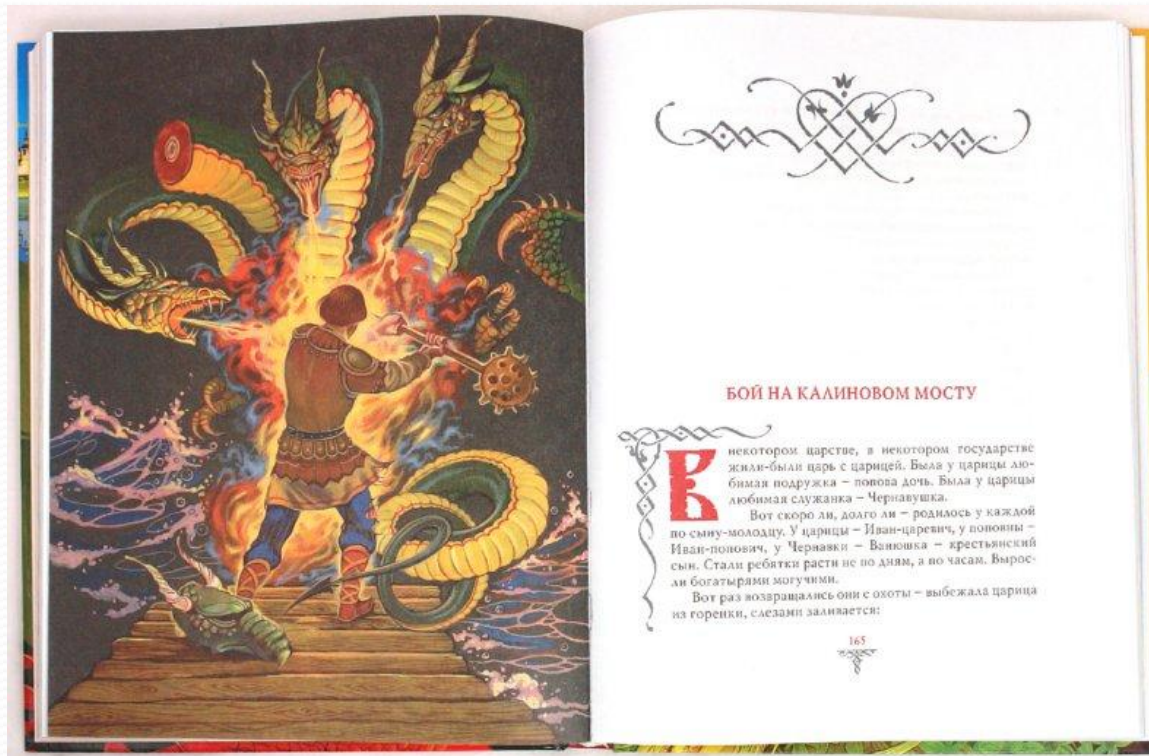 БОЙ НА КАЛИНОВОМ МОСТУ
В некотором царстве, в некотором государстве
жили-были царь с царицей. Была у царицы лю-
бимая подружка – попова дочь. Была у царицы
любимая служанка – Чернавушка.
Вот скоро ли, долго ли – родилось у каждой
по сыну-молодцу. У царицы – Иван-царевич, у поповны –
Иван-попович, у Чернавки – Ванюшка – крестьянский
сын. Стали ребятки расти не по дням, а по часам. Вырос-
ли богатырями могучими.
Вот раз возвращались они с охоты – выбежала царица
из горенки, слезами заливается:
165